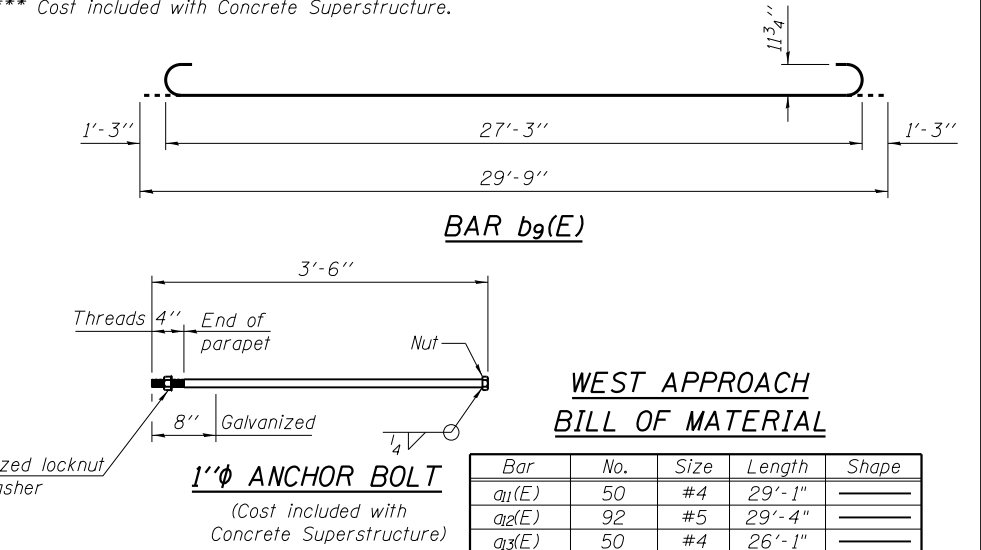 *** Cost included with Concrete Superstructure.
11 3/4''
1'-3'' 27'-3'' 1'-3''
29'-9''
BAR b9(E)
3'-6''
Threads 4'' End of
parapet
Nut
8'' Galvanized
1/4
zed locknut
asher
1''φ ANCHOR BOLT
(Cost included with
Concrete Superstructure)
WEST APPROACH
BILL OF MATERIAL
Bar No. Size Length Shape
a11(E) 50 #4 29'-1"
a12(E) 92 #5 29'-4"
a13(E) 50 #4 26'-1"